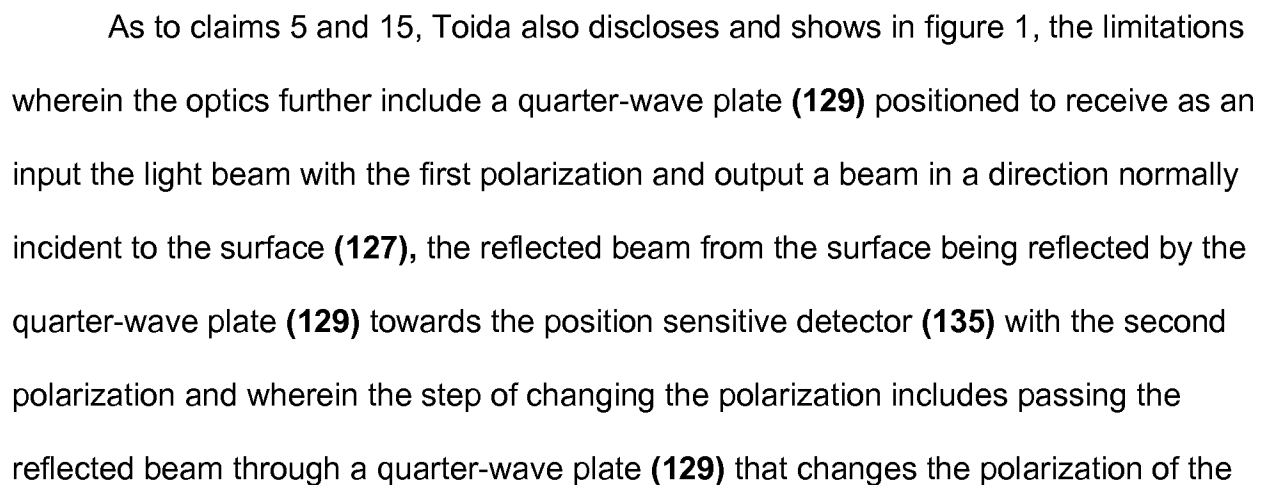 As to claims 5 and 15, Toida also discloses and shows in figure 1, the limitations
wherein the optics further include a quarter-wave plate (129) positioned to receive as an
input the light beam with the first polarization and output a beam in a direction normally
incident to the surface (127), the reflected beam from the surface being reflected by the
quarter-wave plate (129) towards the position sensitive detector (135) with the second
polarization and wherein the step of changing the polarization includes passing the
reflected beam through a quarter-wave plate (129) that changes the polarization of the